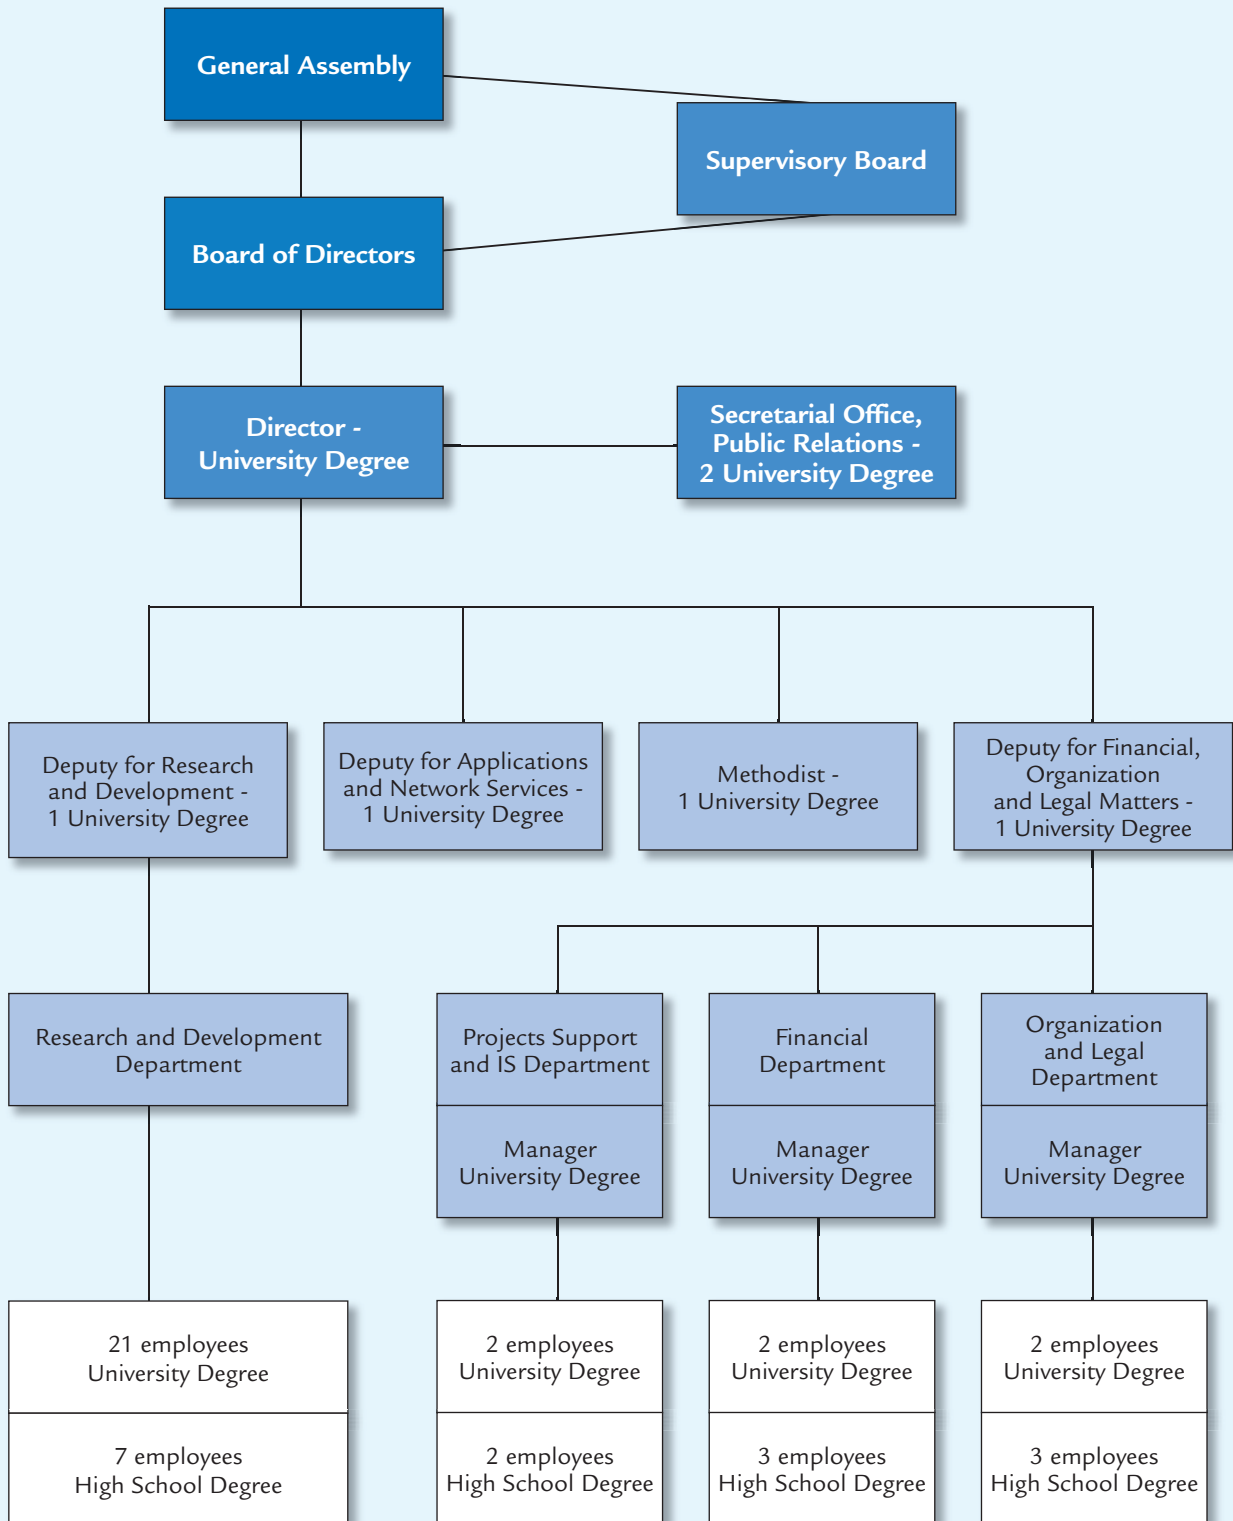 General Assembly
Supervisory Board
Board of Directors
Director -
University Degree
Secretarial Office,
Public Relations -
2 University Degree
Deputy for Research
and Development -
1 University Degree
Deputy for Applications
and Network Services -
1 University Degree
Methodist -
1 University Degree
Deputy for Financial,
Organization
and Legal Matters -
1 University Degree
Research and Development
Department
Projects Support
and IS Department
Manager
University Degree
Financial
Department
Manager
University Degree
Organization
and Legal
Department
Manager
University Degree
21 employees
University Degree
7 employees
High School Degree
2 employees
University Degree
2 employees
High School Degree
2 employees
University Degree
3 employees
High School Degree
2 employees
University Degree
3 employees
High School Degree